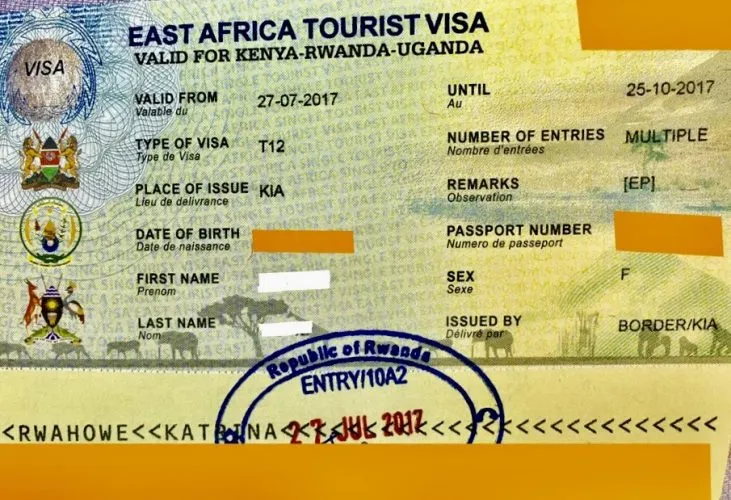 EAST AFRICA TOURIST VISA
VALID FOR KENYA-RWANDA-UGANDA
VISA
VALID FROM 27-07-2017
Valable du
UNTIL 25-10-2017
Au
TYPE OF VISA T12
Type de Visa
NUMBER OF ENTRIES MULTIPLE
Nombre d'entrées
PLACE OF ISSUE KIA
Lieu de delivrance
REMARKS [EP]
Observation
DATE OF BIRTH
Date de naissance
PASSPORT NUMBER
Numero de passeport
FIRST NAME
Prenom
SEX F
Sexe
LAST NAME
Nom
ISSUED BY BORDER/KIA
Délivré par
Republic of Rwanda
ENTRY/10A2
27 JUL 2017
<RWAHOWE<<KATRINA<<<<<<<<<<<<<<<<<<<<<<